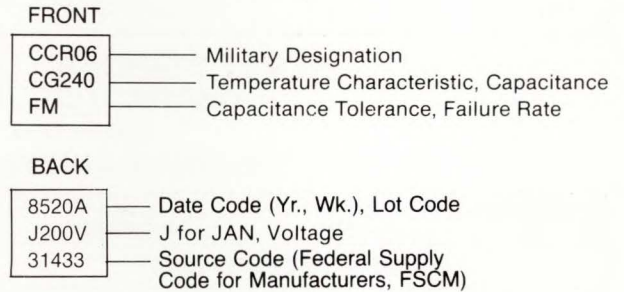 FRONT
CCR06 Military Designation
CG240 Temperature Characteristic, Capacitance
FM Capacitance Tolerance, Failure Rate
BACK
8520A Date Code (Yr., Wk.), Lot Code
J200V J for JAN, Voltage
31433 Source Code (Federal Supply
Code for Manufacturers, FSCM)